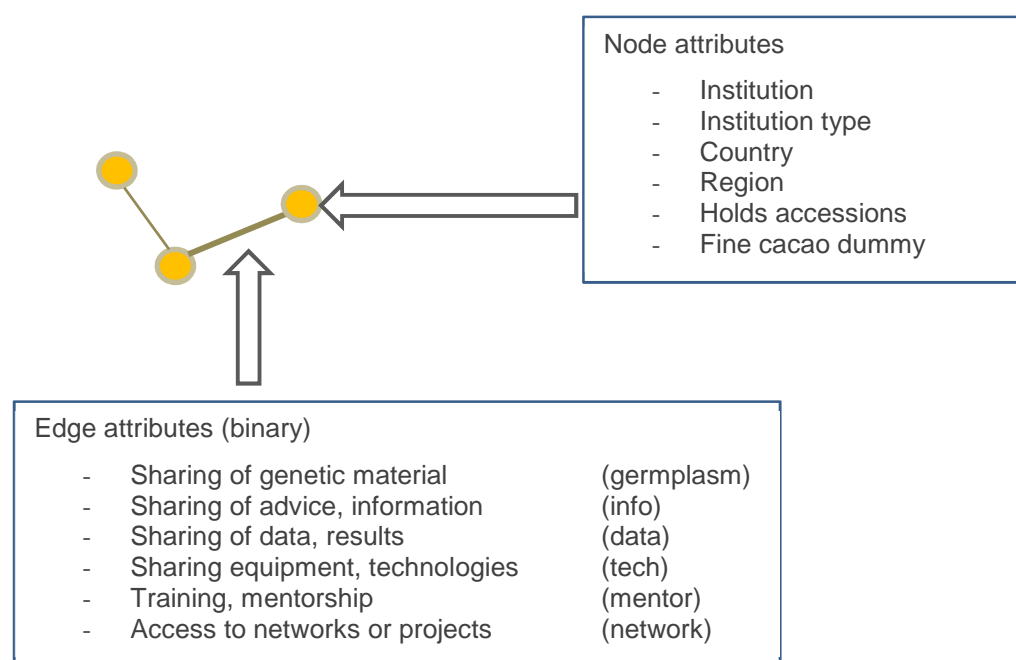 Node attributes
- Institution
- Institution type
- Country
- Region
- Holds accessions
- Fine cacao dummy
Edge attributes (binary)
- Sharing of genetic material (germplasm)
- Sharing of advice, information (info)
- Sharing of data, results (data)
- Sharing equipment, technologies (tech)
- Training, mentorship (mentor)
- Access to networks or projects (network)